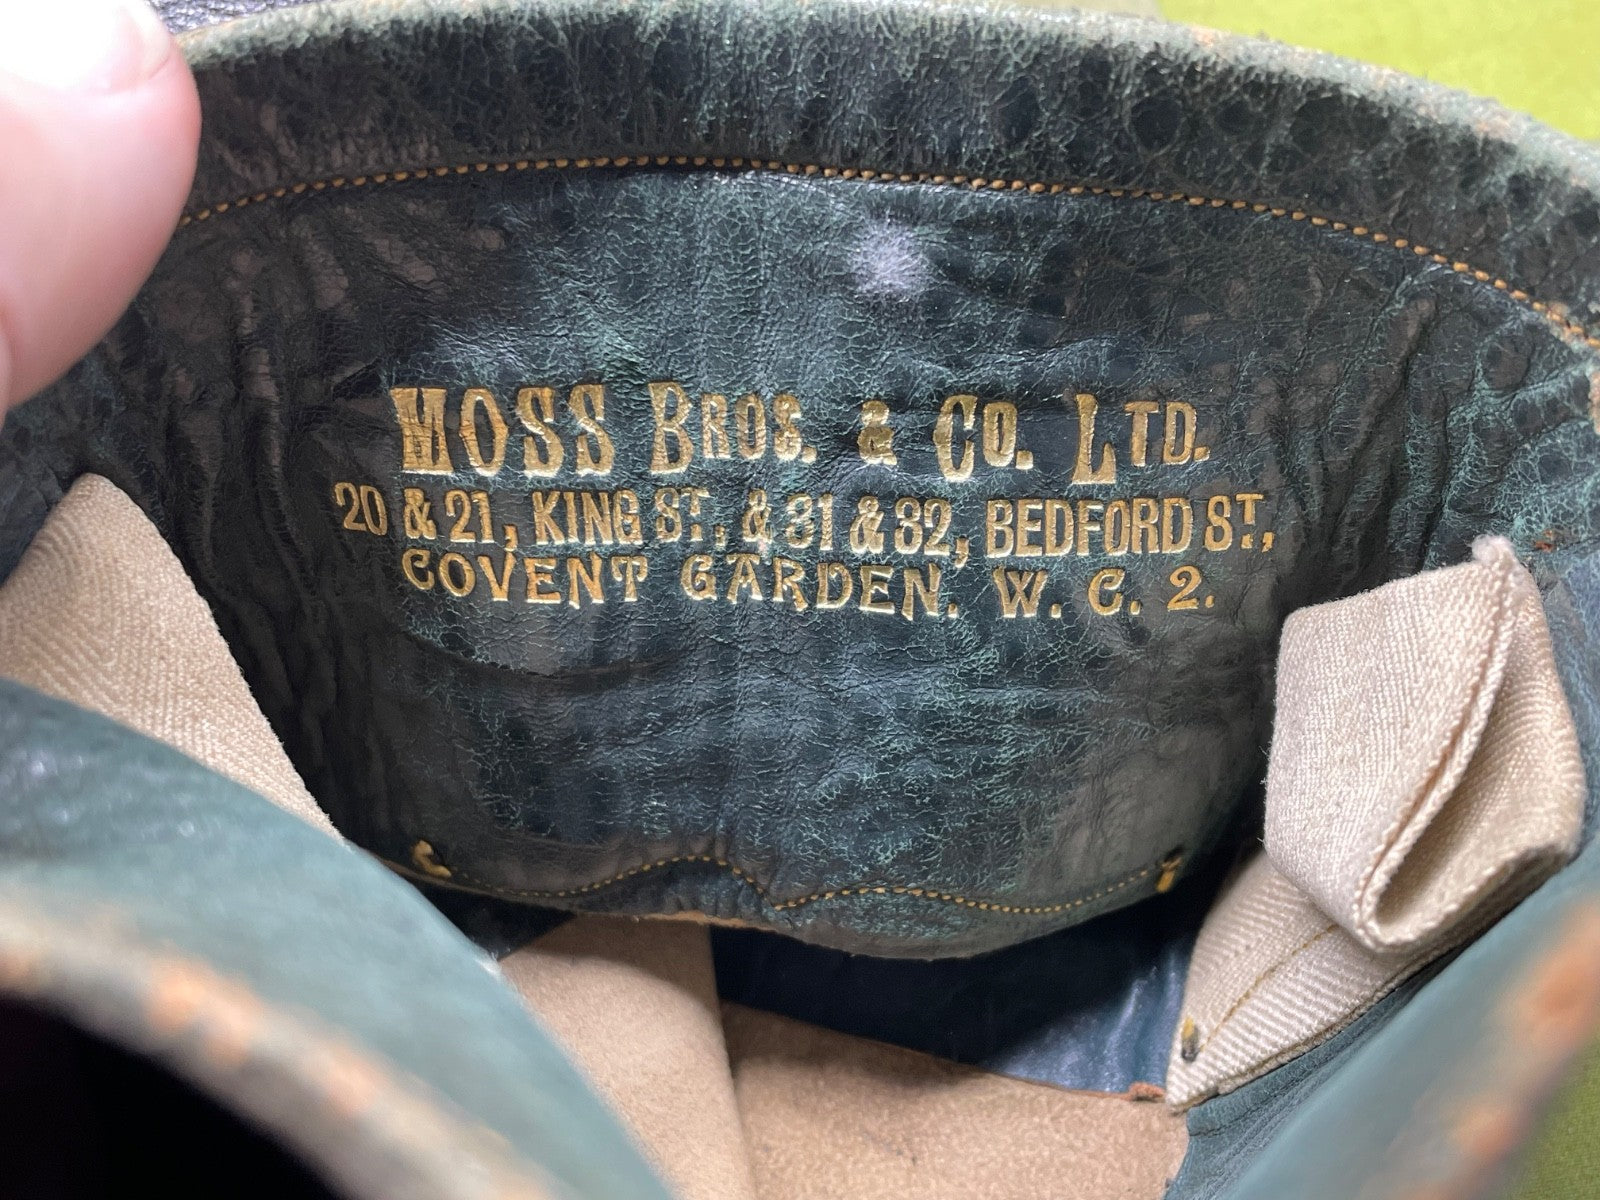 MOSS BROS. & CO. LTD.
20 & 21, KING ST, & 31 & 32, BEDFORD ST,
COVENT GARDEN. W. C. 2.